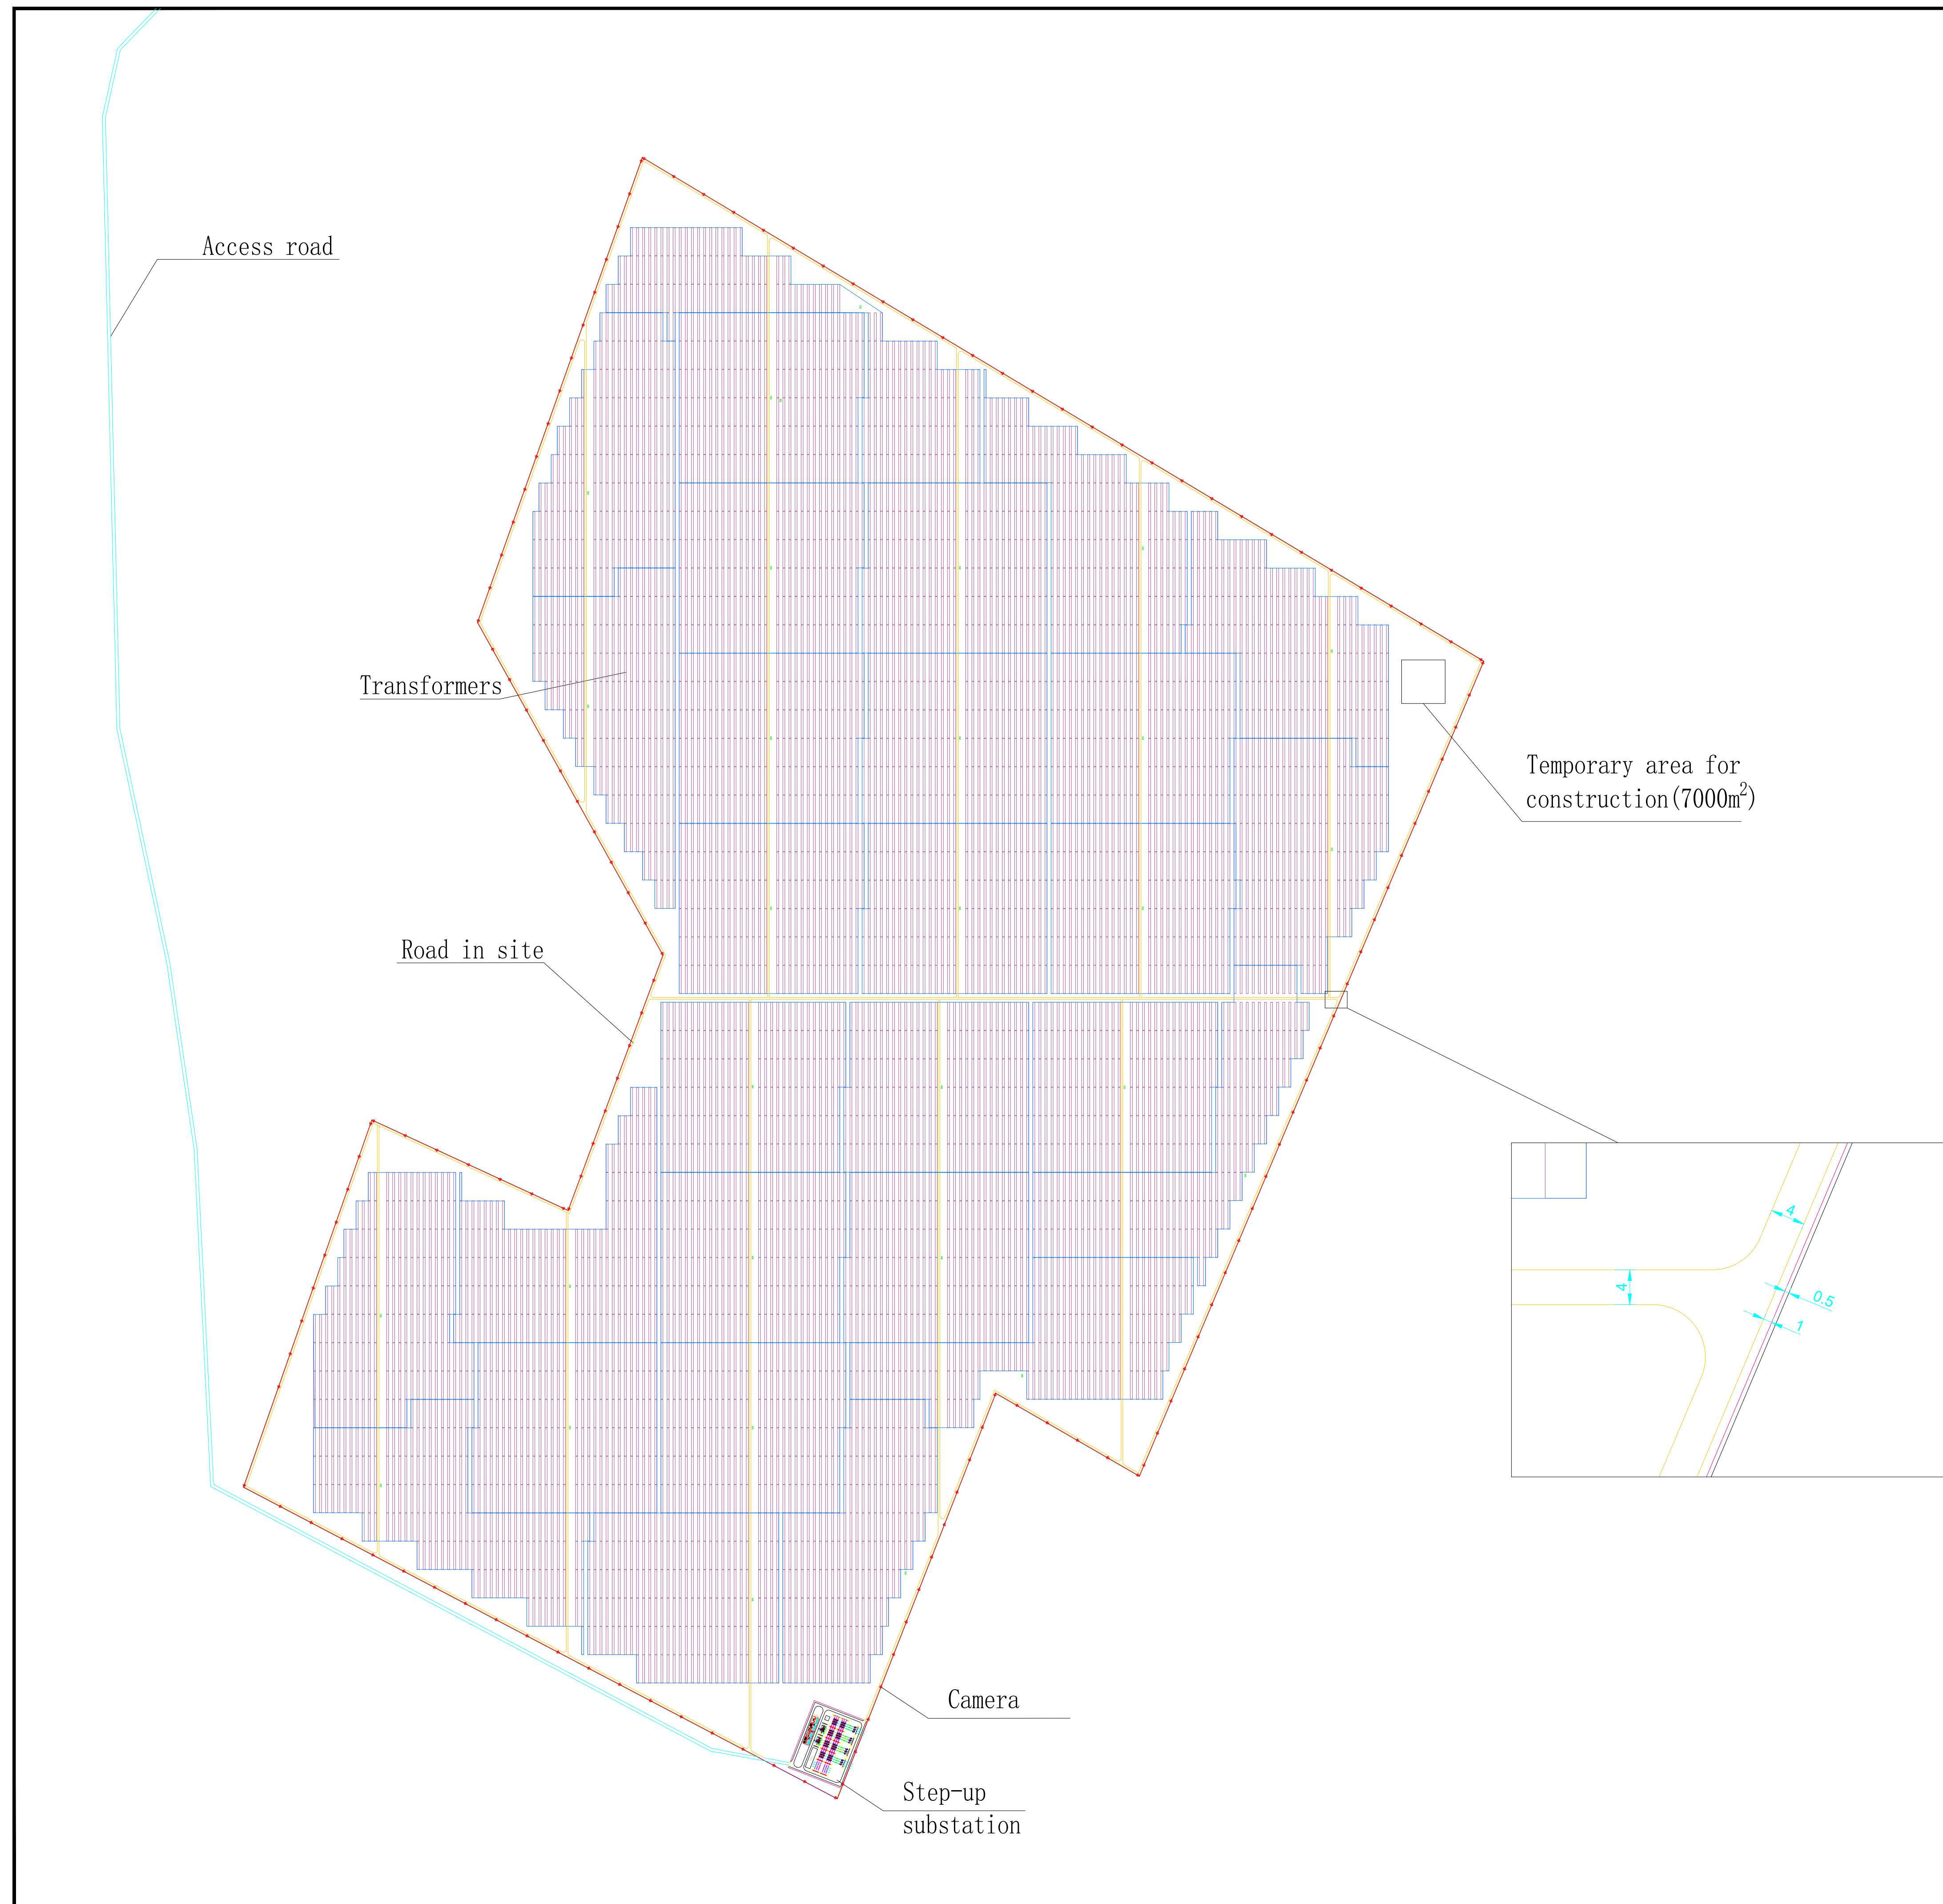 Access road
Transformers
Temporary area for
construction(7000m²)
Road in site
4
4
0.5
1
Camera
Step-up
substation